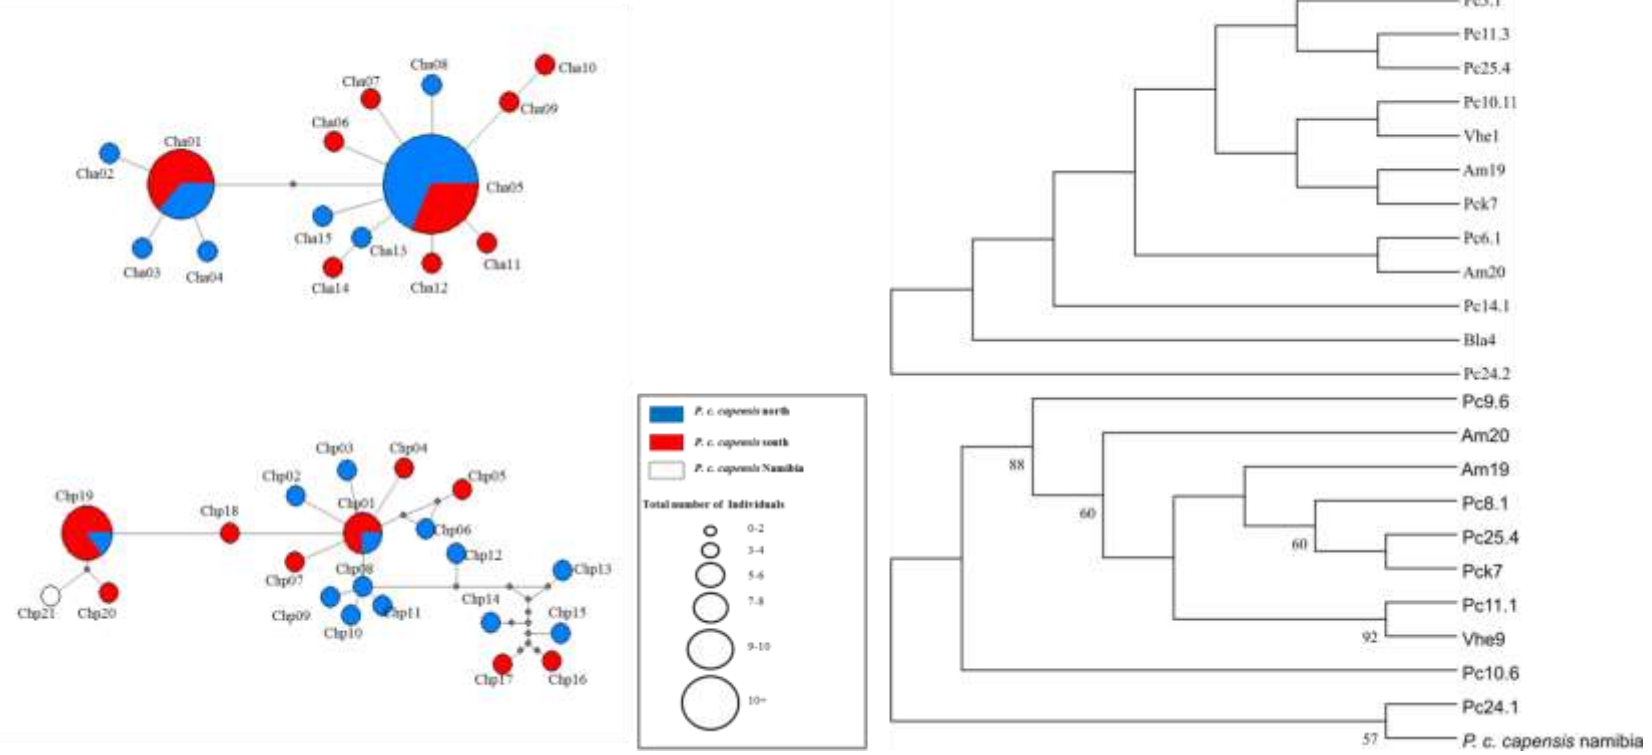 Cha08
Cha10
Cha07
Cha09
Cha06
Cha01
Cha02
Cha05
Cha15
Cha13
Cha03
Cha04
Cha14
Cha12
Cha11
Pc11.3
Pc25.4
Pc10.11
Vhe1
Am19
Pck7
Pc6.1
Am20
Pc14.1
Bla4
Pc24.2
Chp03
Chp04
Chp02
Chp05
Chp19
Chp01
Chp18
Chp06
Chp12
Chp07
Chp08
Chp13
Chp21
Chp20
Chp09
Chp11
Chp14
Chp15
Chp10
Chp17
Chp16
P. c. capensis north
P. c. capensis south
P. c. capensis Namibia
Total number of Individuals
0-2
3-4
5-6
7-8
9-10
10+
Pc9.6
Am20
88
Am19
Pc8.1
60
Pc25.4
60
Pck7
Pc11.1
92
Vhe9
Pc10.6
Pc24.1
57
P. c. capensis namibia